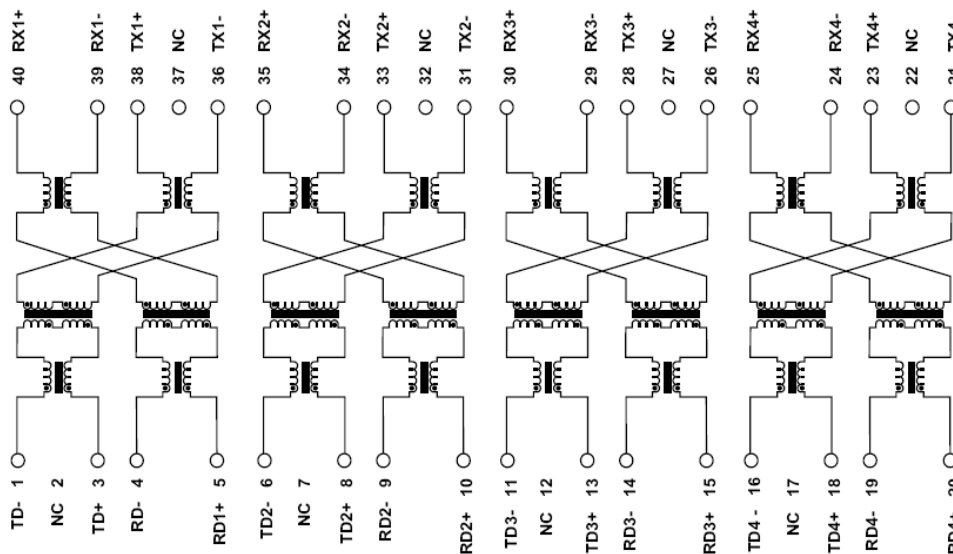 RX1+ RX1- TX1+ NC TX1- RX2+ RX2- TX2+ NC TX2- RX3+ RX3- TX3+ NC TX3- RX4+ RX4- TX4+ NC
40 39 38 37 36 35 34 33 32 31 30 29 28 27 26 25 24 23 22
1 2 3 4 5 6 7 8 9 10 11 12 13 14 15 16 17 18 19
TD- NC TD+ RD- RD1+ TD2- NC TD2+ RD2- RD2+ TD3- NC TD3+ RD3- RD3+ TD4 - NC TD4+ RD4-